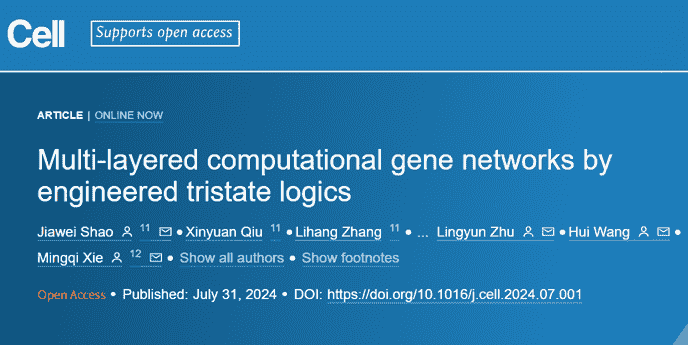 Cell Supports open access
ARTICLE | ONLINE NOW
Multi-layered computational gene networks by
engineered tristate logics
Jiawei Shao 11 • Xinyuan Qiu 11 • Lihang Zhang 11 • ... Lingyun Zhu • Hui Wang •
Mingqi Xie 12 • Show all authors • Show footnotes
Open Access • Published: July 31, 2024 • DOI: https://doi.org/10.1016/j.cell.2024.07.001